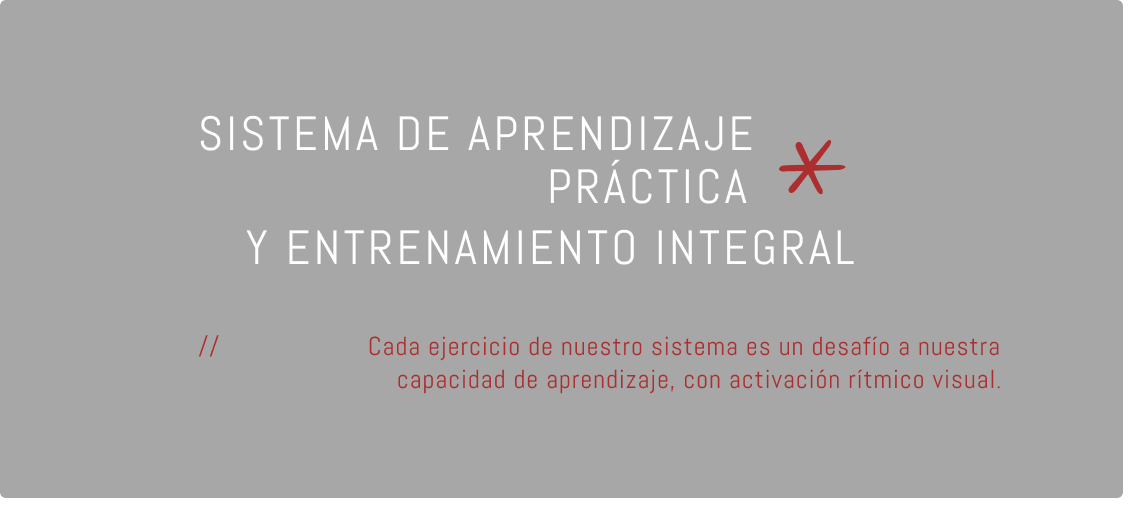 SISTEMA DE APRENDIZAJE
PRÁCTICA
Y ENTRENAMIENTO INTEGRAL
// Cada ejercicio de nuestro sistema es un desafío a nuestra
capacidad de aprendizaje, con activación rítmico visual.